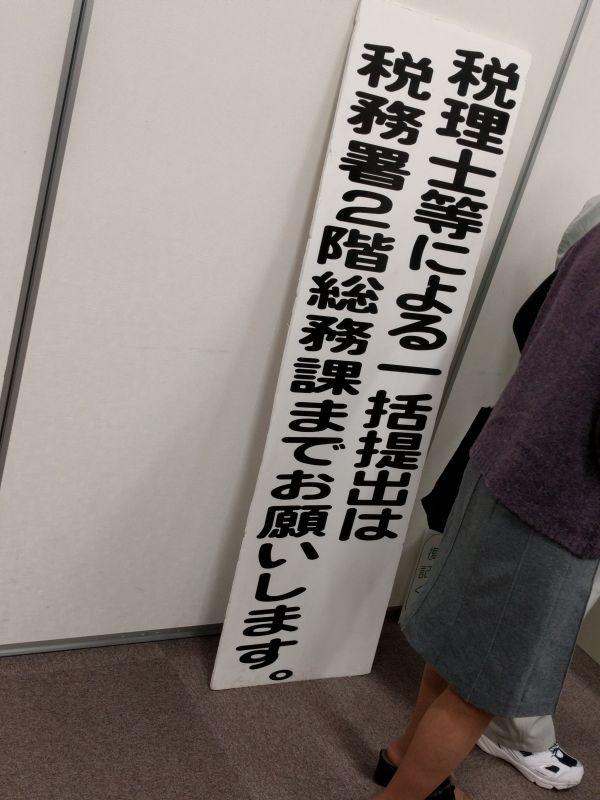 税理士等による一括提出は
税務署2階総務課までお願いします。